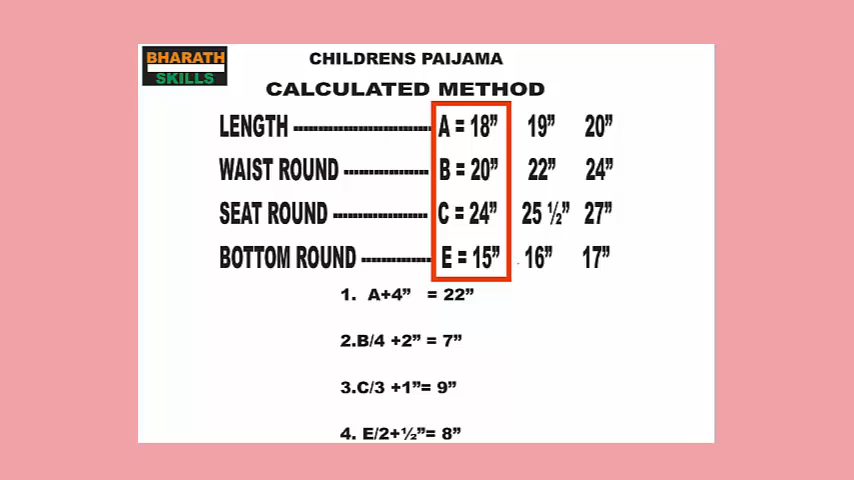 BHARATH
SKILLS
CHILDRENS PAIJAMA
CALCULATED METHOD
LENGTH ------------------------- A = 18” 19” 20”
WAIST ROUND --------------- B = 20” 22” 24”
SEAT ROUND ----------------- C = 24” 25 ½” 27”
BOTTOM ROUND ------------- E = 15” 16” 17”
1. A+4” = 22”
2.B/4 +2” = 7”
3.C/3 +1”= 9”
4. E/2+½”= 8”